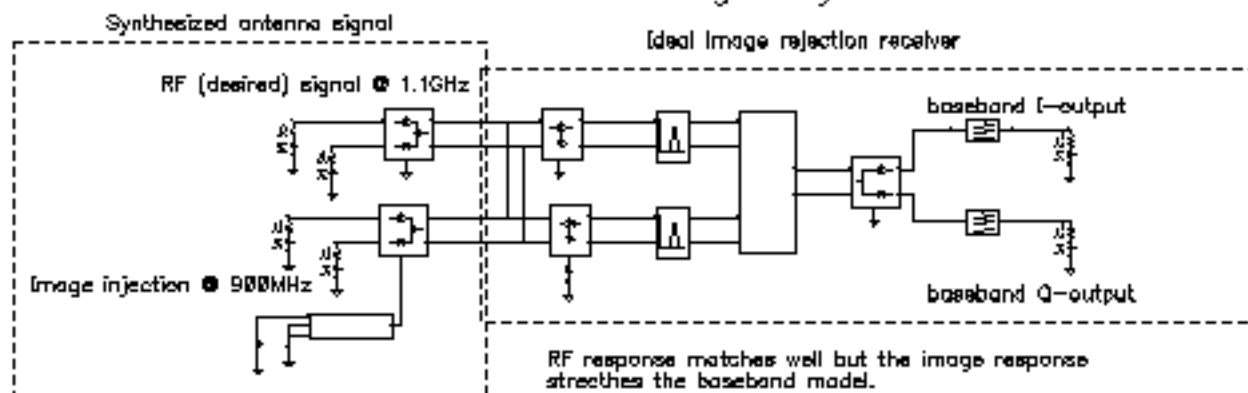 Synthesized antenna signal
Ideal image rejection receiver
RF (desired) signal @ 1.1GHz
baseband I-output
Image injection @ 900MHz
baseband Q-output
RF response matches well but the image response
strecthes the baseband model.